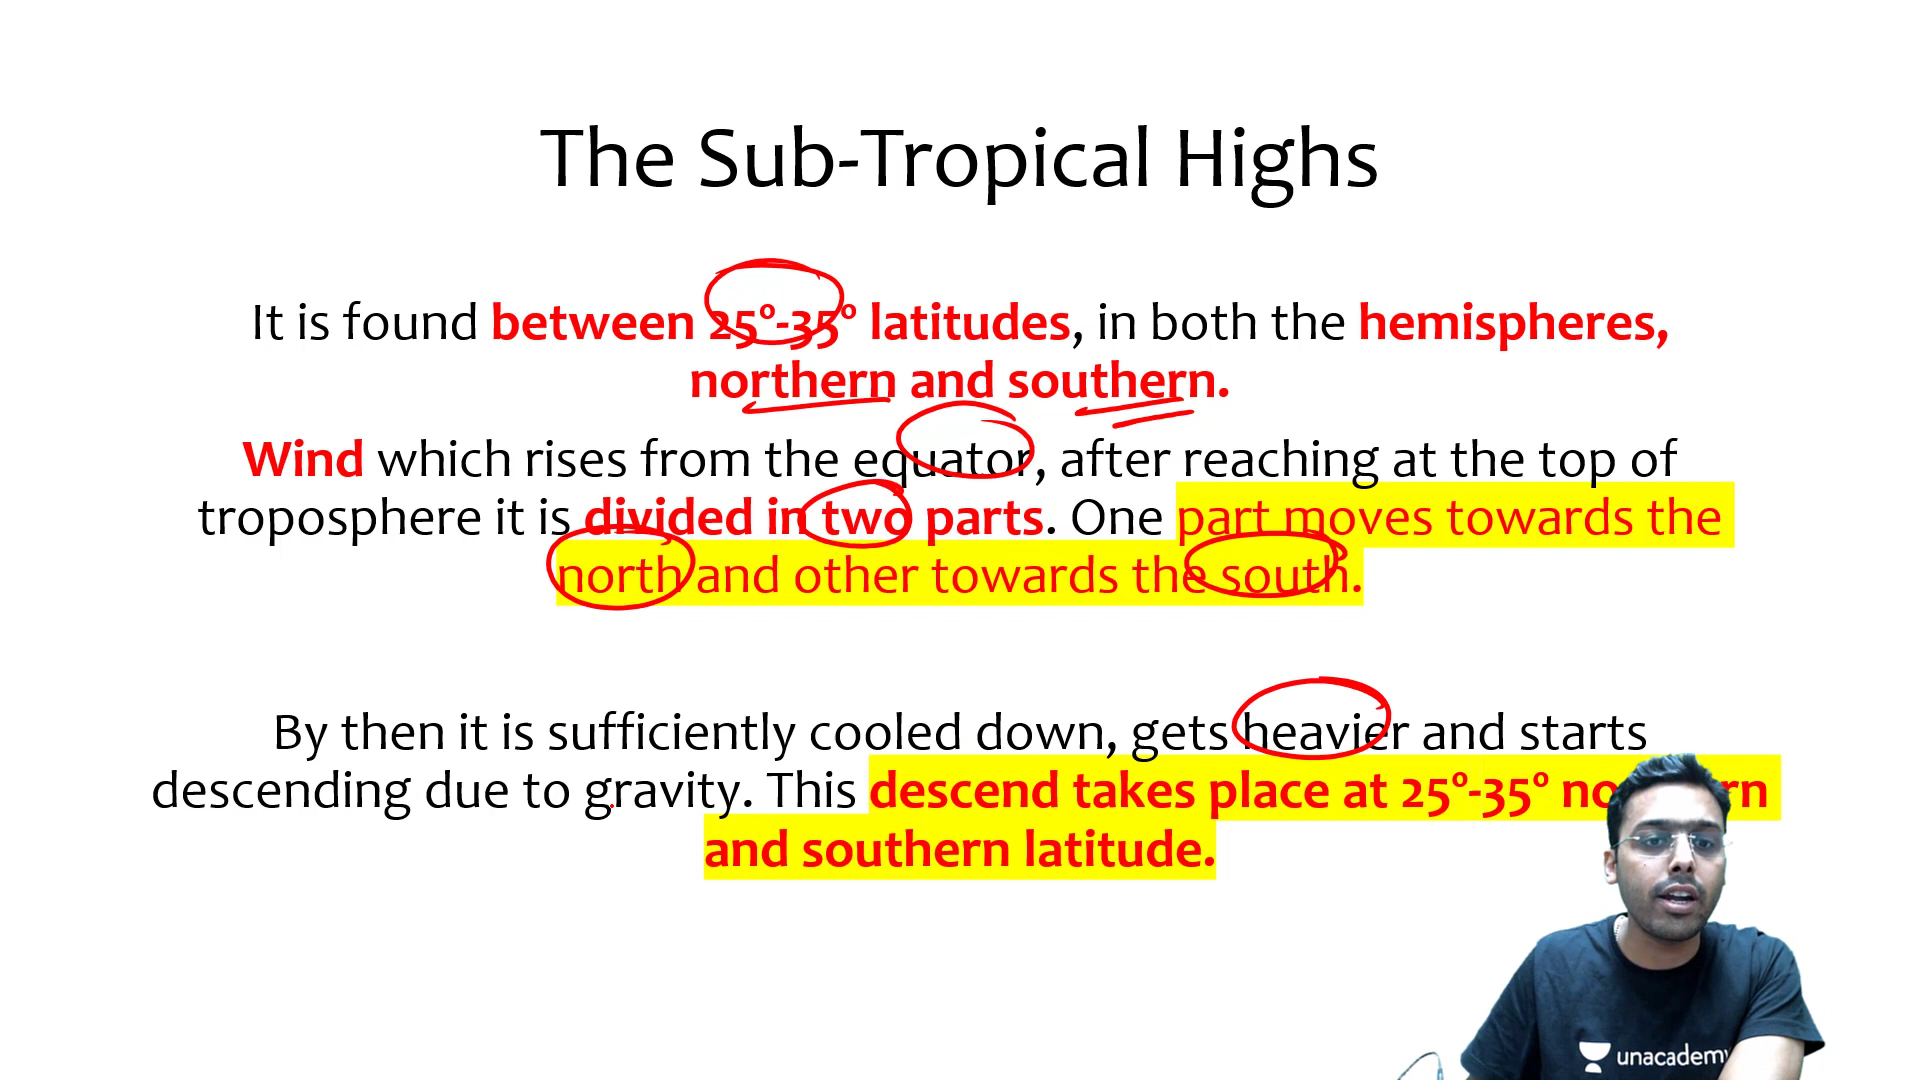 The Sub-Tropical Highs
It is found between 25°-35° latitudes, in both the hemispheres,
northern and southern.
Wind which rises from the equator, after reaching at the top of
troposphere it is divided in two parts. One part moves towards the
north and other towards the south.
By then it is sufficiently cooled down, gets heavier and starts
descending due to gravity. This descend takes place at 25°-35° northern
and southern latitude.
unacademy